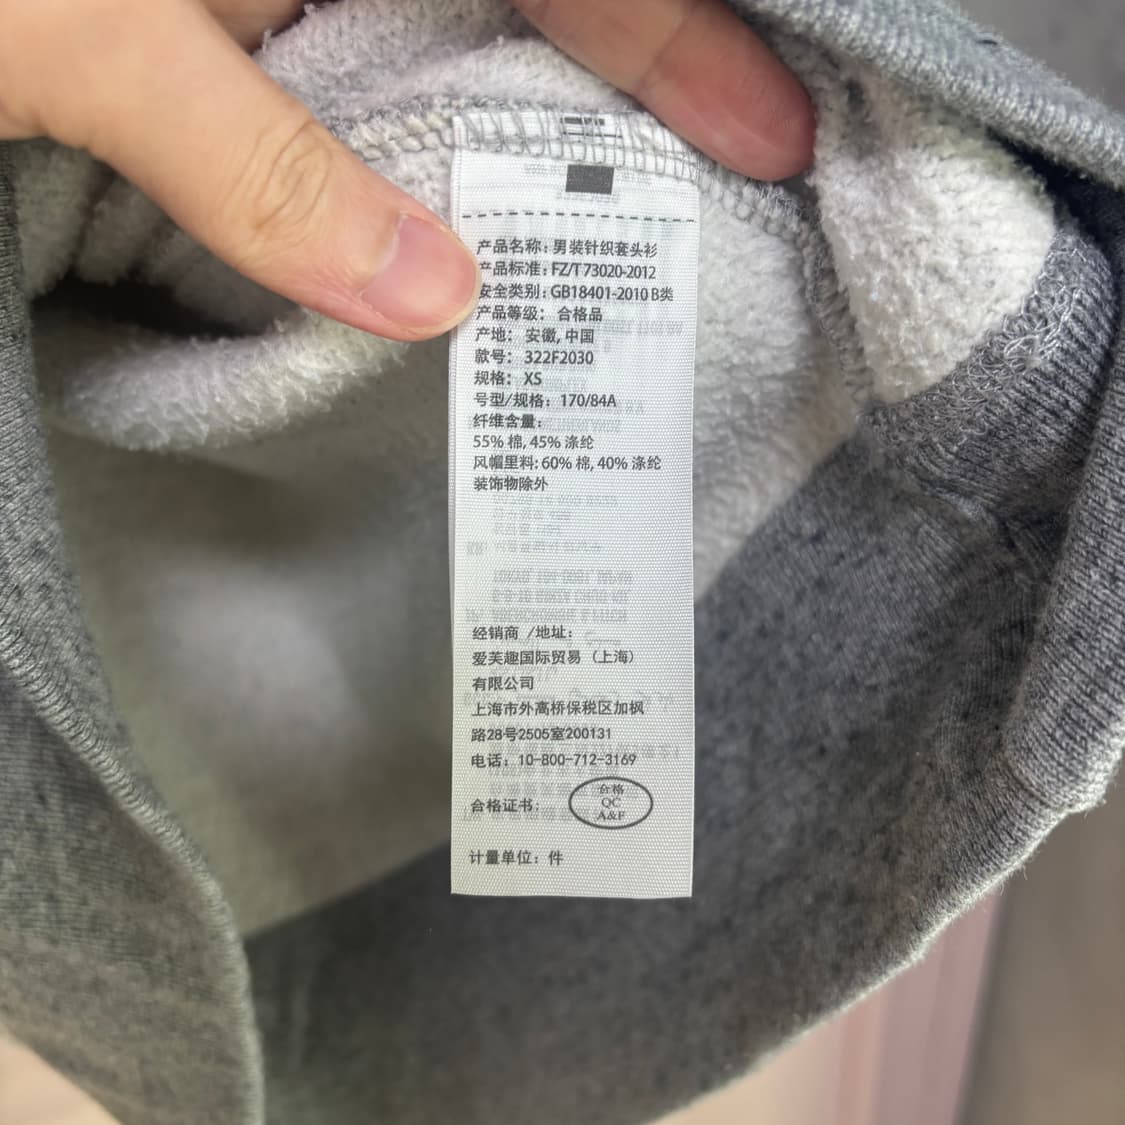 产品名称：男装针织套头衫
产品标准：FZ/T 73020-2012
安全类别：GB18401-2010 B类
产品等级： 合格品
产地： 安徽, 中国
款号： 322F2030
规格： XS
号型/规格：170/84A
纤维含量：
55% 棉, 45% 涤纶
风帽里料: 60% 棉, 40% 涤纶
装饰物除外
经销商 /地址：
爱芙趣国际贸易（上海）
有限公司
上海市外高桥保税区加枫
路28号2505室200131
电话：10-800-712-3169
合格证书：
合格
QC
A&F
计量单位：件